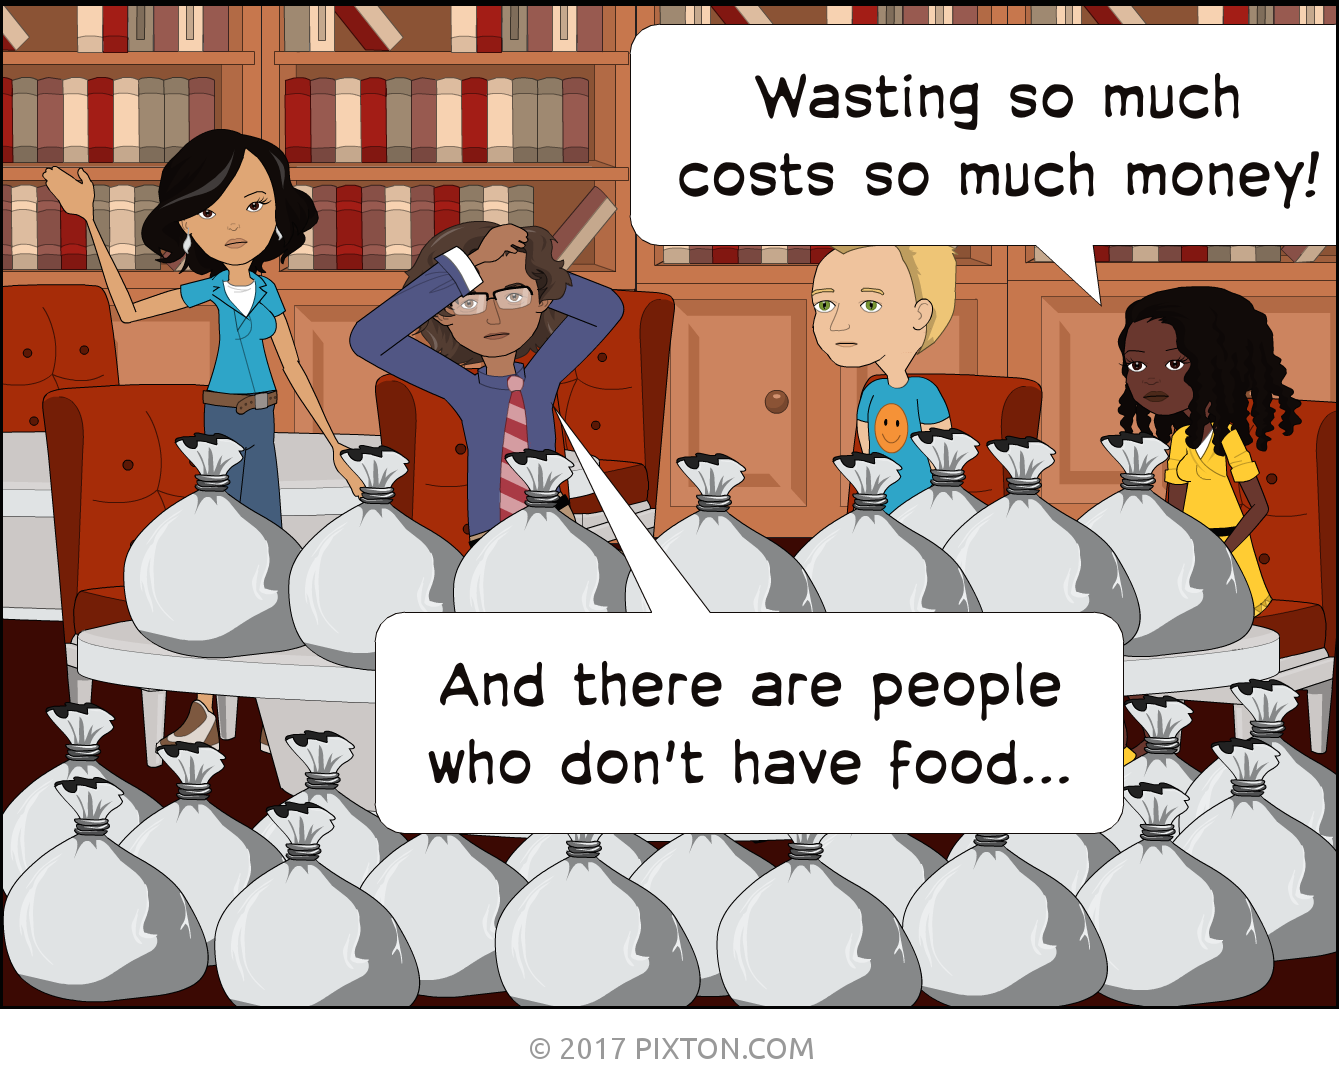 Wasting so much
costs so much money!
And there are people
who don't have food...
© 2017 PIXTON.COM